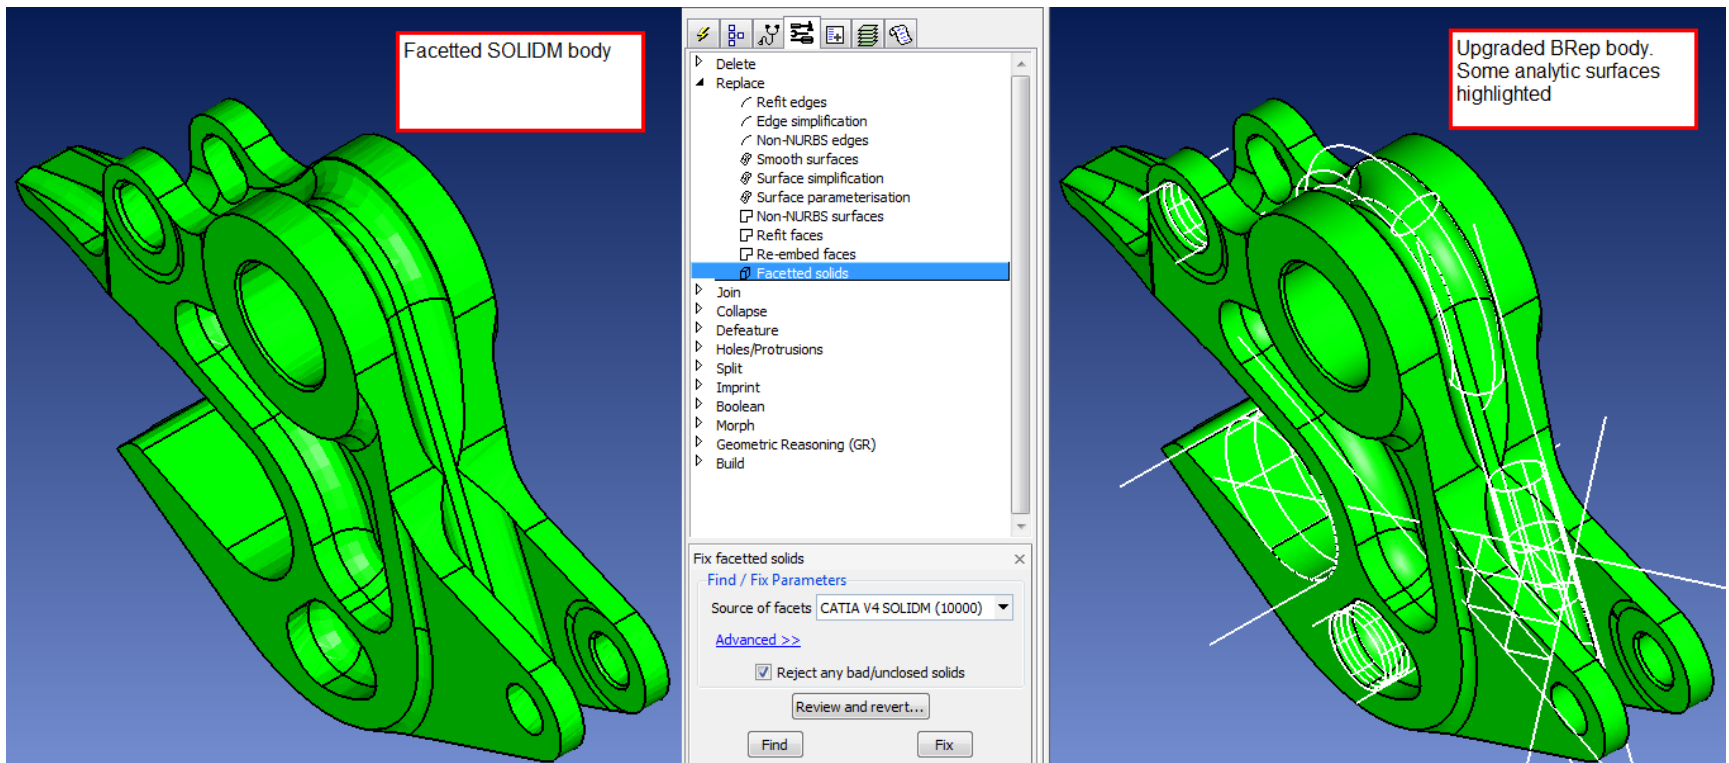 Facetted SOLIDM body
Delete
Replace
Refit edges
Edge simplification
Non-NURBS edges
Smooth surfaces
Surface simplification
Surface parameterisation
Non-NURBS surfaces
Refit faces
Re-embed faces
Facetted solids
Join
Collapse
Defeature
Holes/Protrusions
Split
Imprint
Boolean
Morph
Geometric Reasoning (GR)
Build
Fix facetted solids
Find / Fix Parameters
Source of facets CATIA V4 SOLIDM (10000)
Advanced >>
Reject any bad/unclosed solids
Review and revert...
Find Fix
Upgraded BRep body.
Some analytic surfaces
highlighted